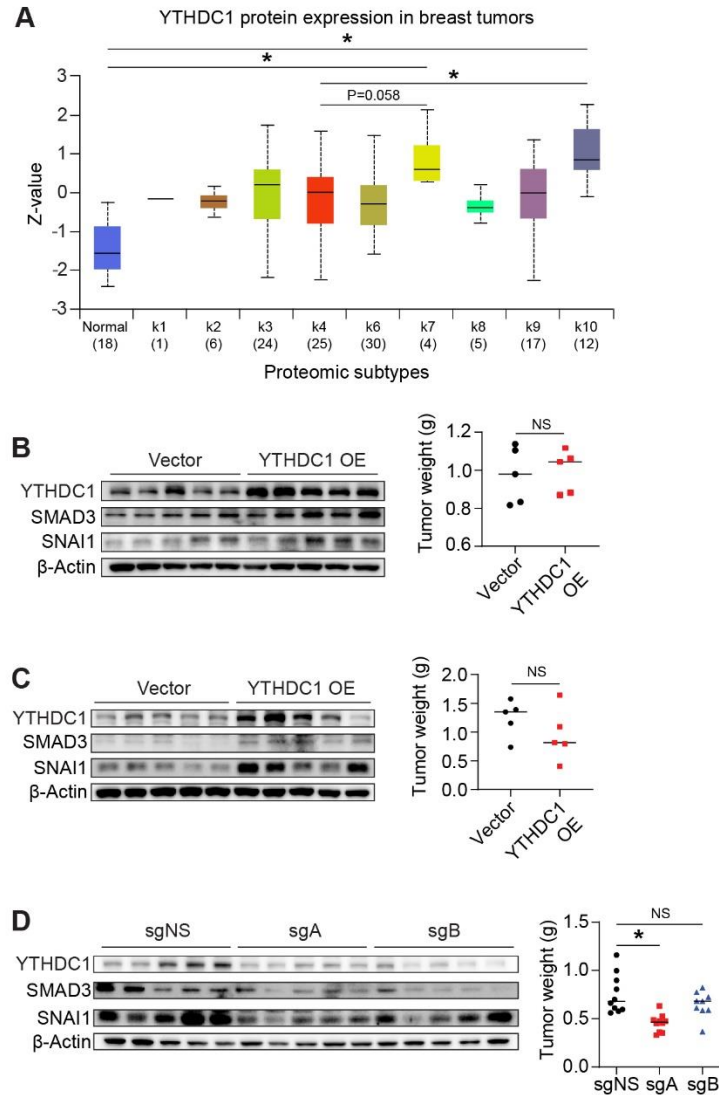 A
YTHDC1 protein expression in breast tumors
*
*
*
P=0.058
Z-value
3
2
1
0
-1
-2
-3
Normal k1 k2 k3 k4 k6 k7 k8 k9 k10
(18) (1) (6) (24) (25) (30) (4) (5) (17) (12)
Proteomic subtypes
B
Vector YTHDC1 OE
YTHDC1
SMAD3
SNAI1
β-Actin
NS
Tumor weight (g)
1.2
1.0
0.8
0.6
Vector
YTHDC1
OE
C
Vector YTHDC1 OE
YTHDC1
SMAD3
SNAI1
β-Actin
NS
Tumor weight (g)
2.0
1.5
1.0
0.5
0.0
Vector
YTHDC1
OE
D
sgNS sgA sgB
YTHDC1
SMAD3
SNAI1
β-Actin
NS
*
Tumor weight (g)
1.5
1.0
0.5
0.0
sgNS sgA sgB